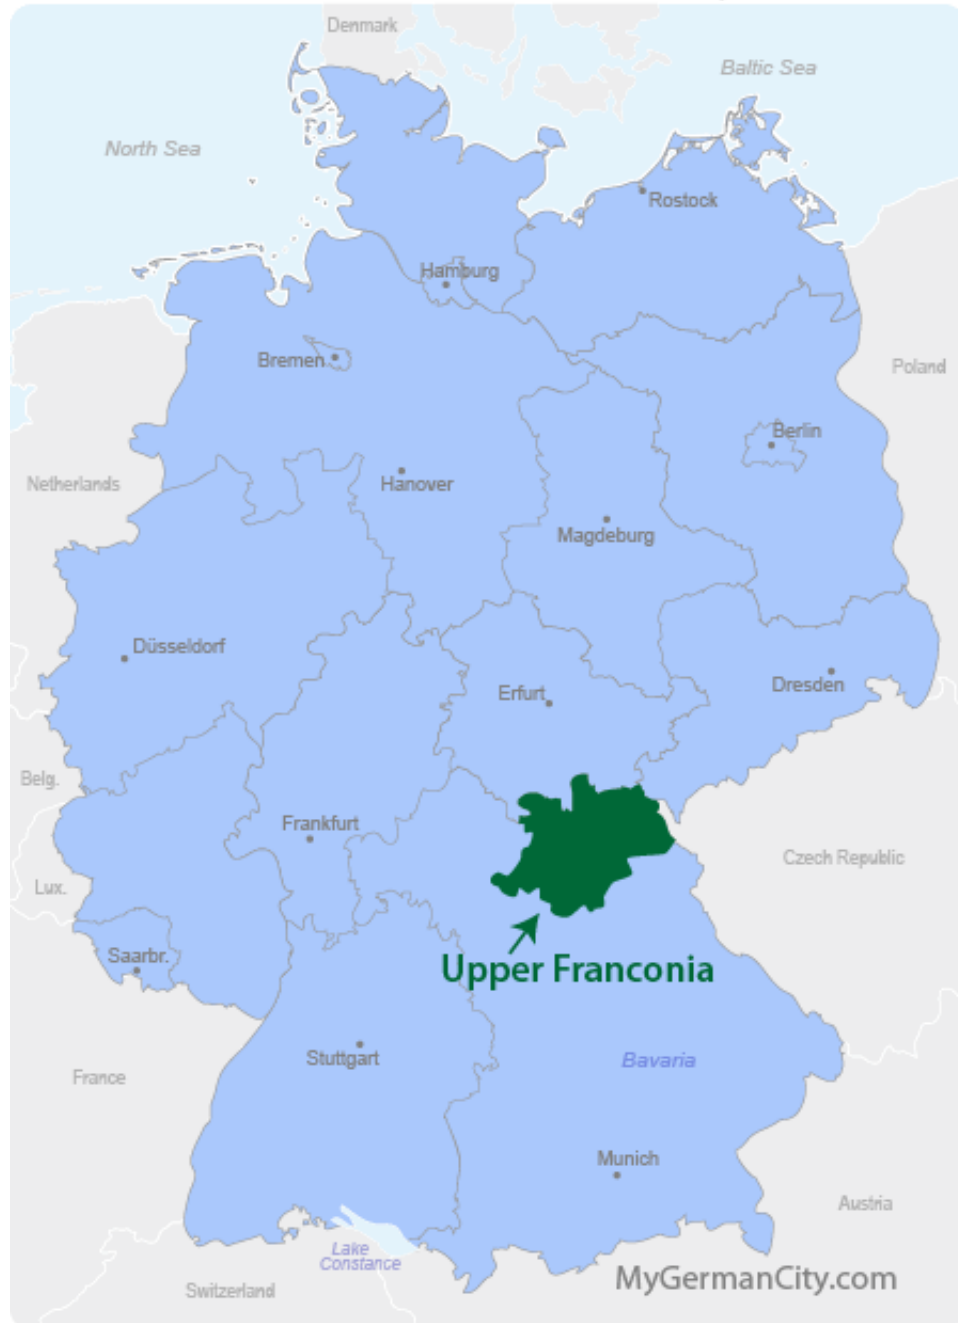 Denmark
Baltic Sea
North Sea
Rostock
Hamburg
Bremen
Poland
Berlin
Netherlands
Hanover
Magdeburg
Düsseldorf
Erfurt
Dresden
Belg.
Frankfurt
Czech Republic
Lux.
Saarbr.
Upper Franconia
Stuttgart
Bavaria
France
Munich
Austria
Lake
Constance
Switzerland
MyGermanCity.com